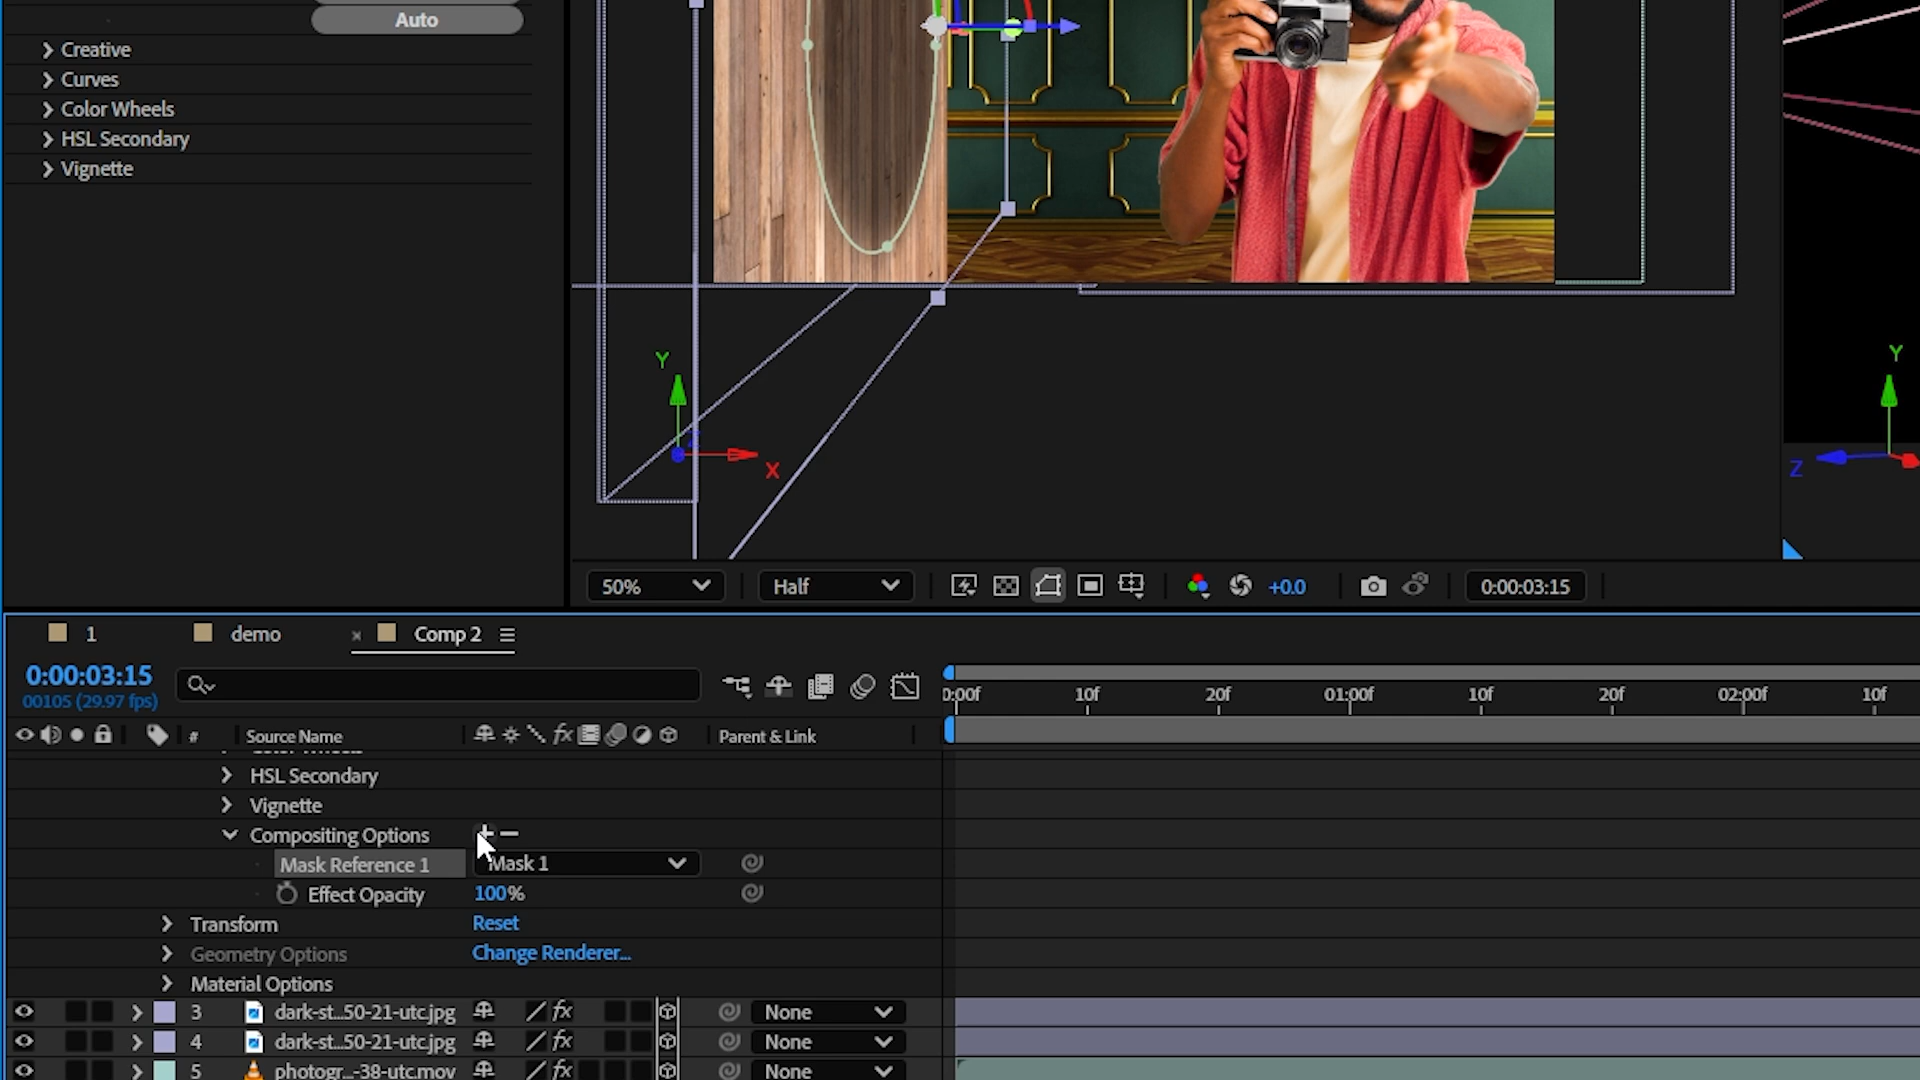 Auto
Creative
Curves
Color Wheels
HSL Secondary
Vignette
Y
X
Y
Z
50%
Half
+0.0
0:00:03:15
1
demo
× Comp 2
0:00:03:15
00105 (29.97 fps)
0:00f 10f 20f 01:00f 10f 20f 02:00f 10f
# Source Name fx Parent & Link
HSL Secondary
Vignette
Compositing Options + −
Mask Reference 1 Mask 1
Effect Opacity 100%
Transform Reset
Geometry Options Change Renderer...
Material Options
3 dark-st...50-21-utc.jpg fx None
4 dark-st...50-21-utc.jpg fx None
5 photogr...-38-utc.mov fx None